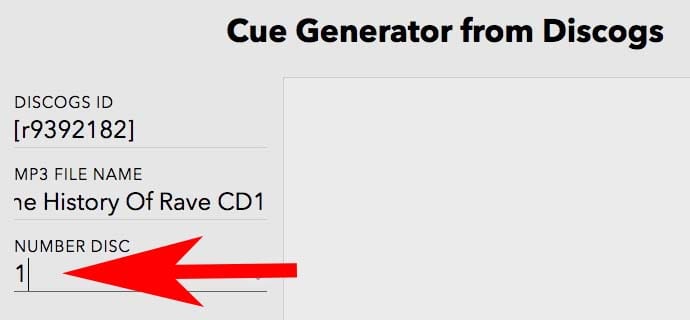 Cue Generator from Discogs
DISCOGS ID
[r9392182]
MP3 FILE NAME
ne History Of Rave CD1
NUMBER DISC
1